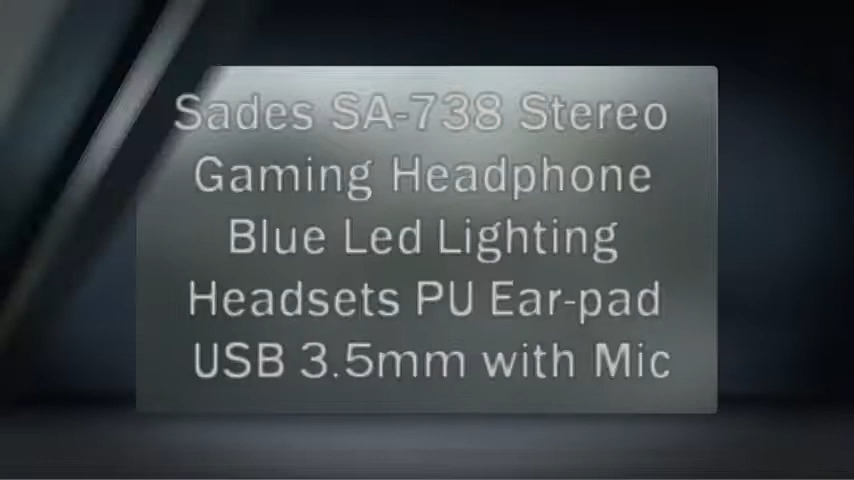 Sades SA-738 Stereo
Gaming Headphone
Blue Led Lighting
Headsets PU Ear-pad
USB 3.5mm with Mic